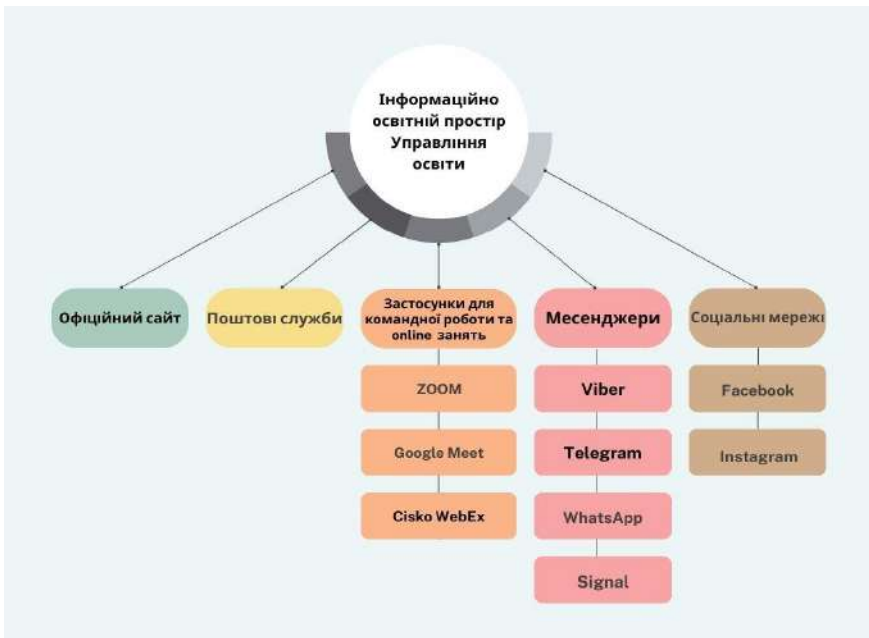 Інформаційно
освітній простір
Управління
освіти
Офіційний сайт
Поштові служби
Застосунки для
командної роботи та
online занять
Месенджери
Соціальні мережі
ZOOM
Viber
Facebook
Google Meet
Telegram
Instagram
Cisko WebEx
WhatsApp
Signal